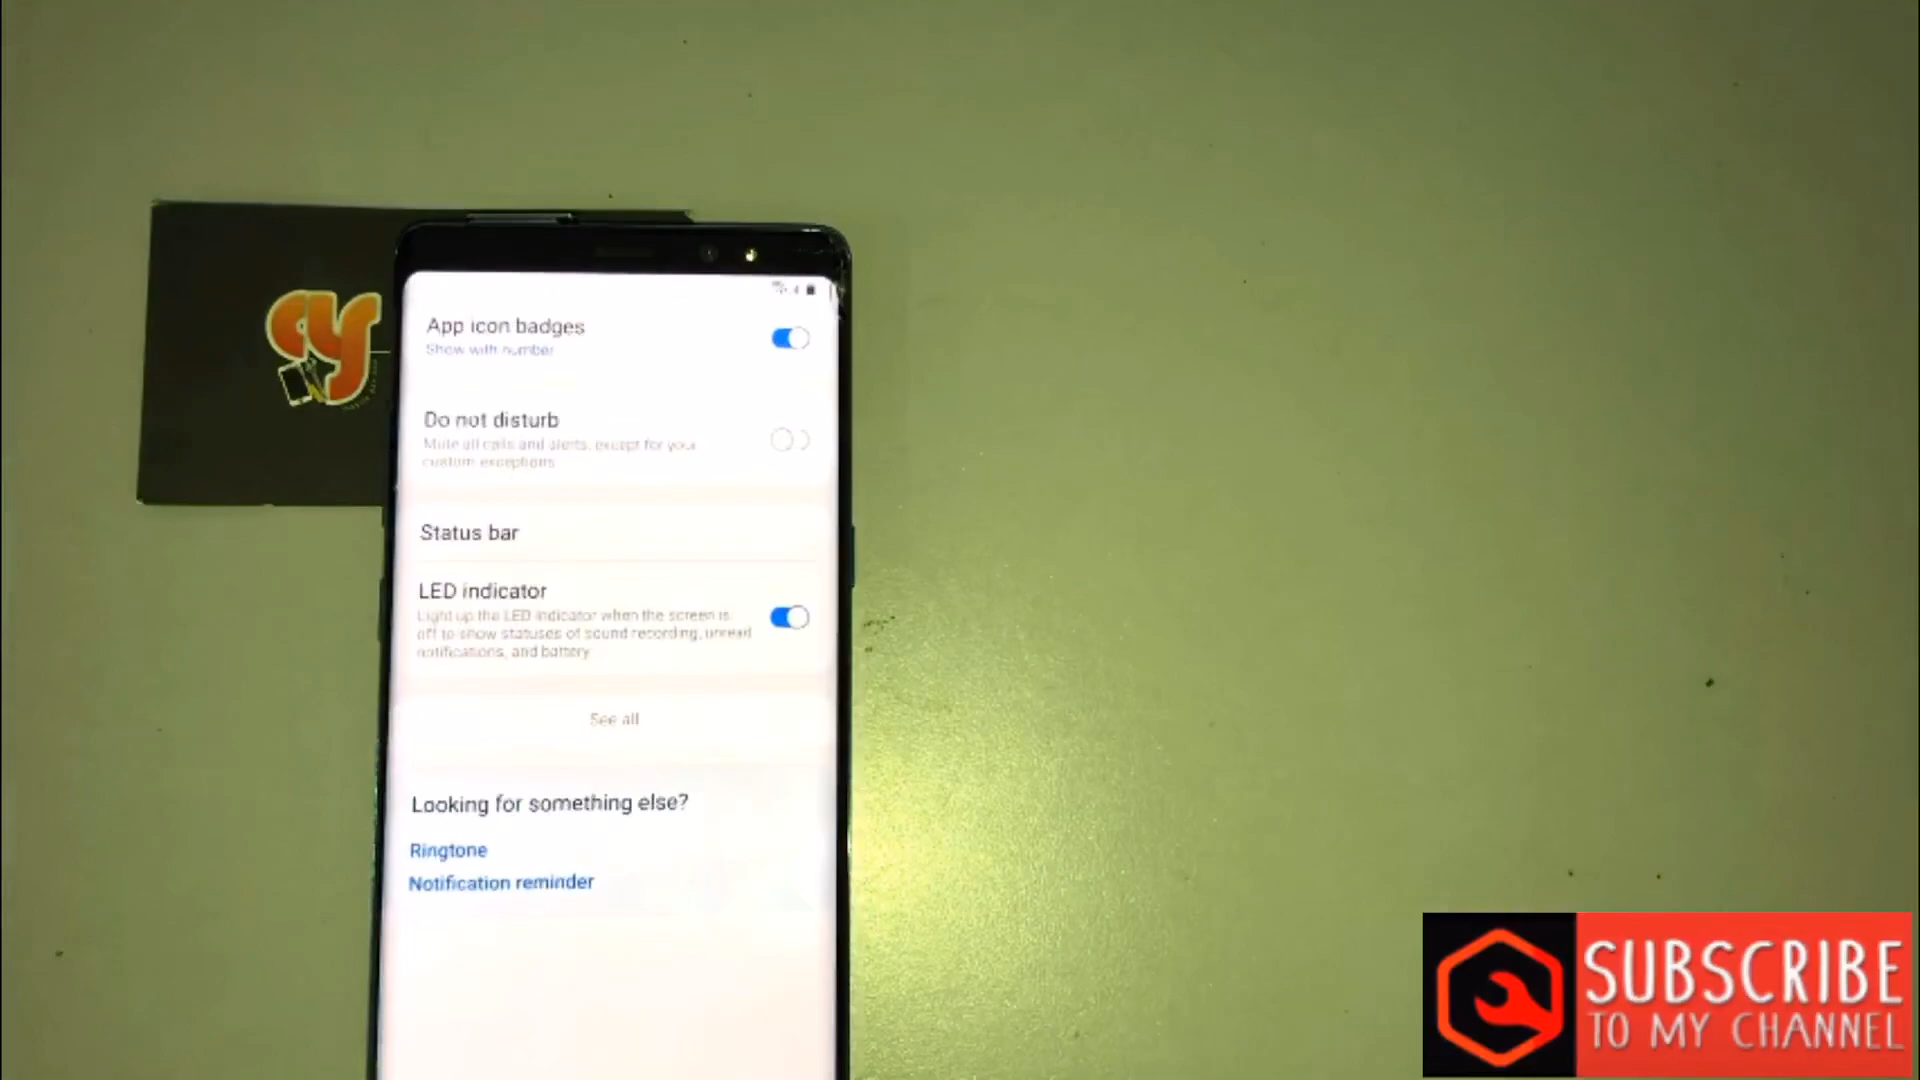 App icon badges
Show with number
Do not disturb
Mute all calls and alerts, except for your
custom exceptions
Status bar
LED indicator
Light up the LED indicator when the screen is
off to show statuses of sound recording, unread
notifications, and battery
See all
Looking for something else?
Ringtone
Notification reminder
SUBSCRIBE
TO MY CHANNEL